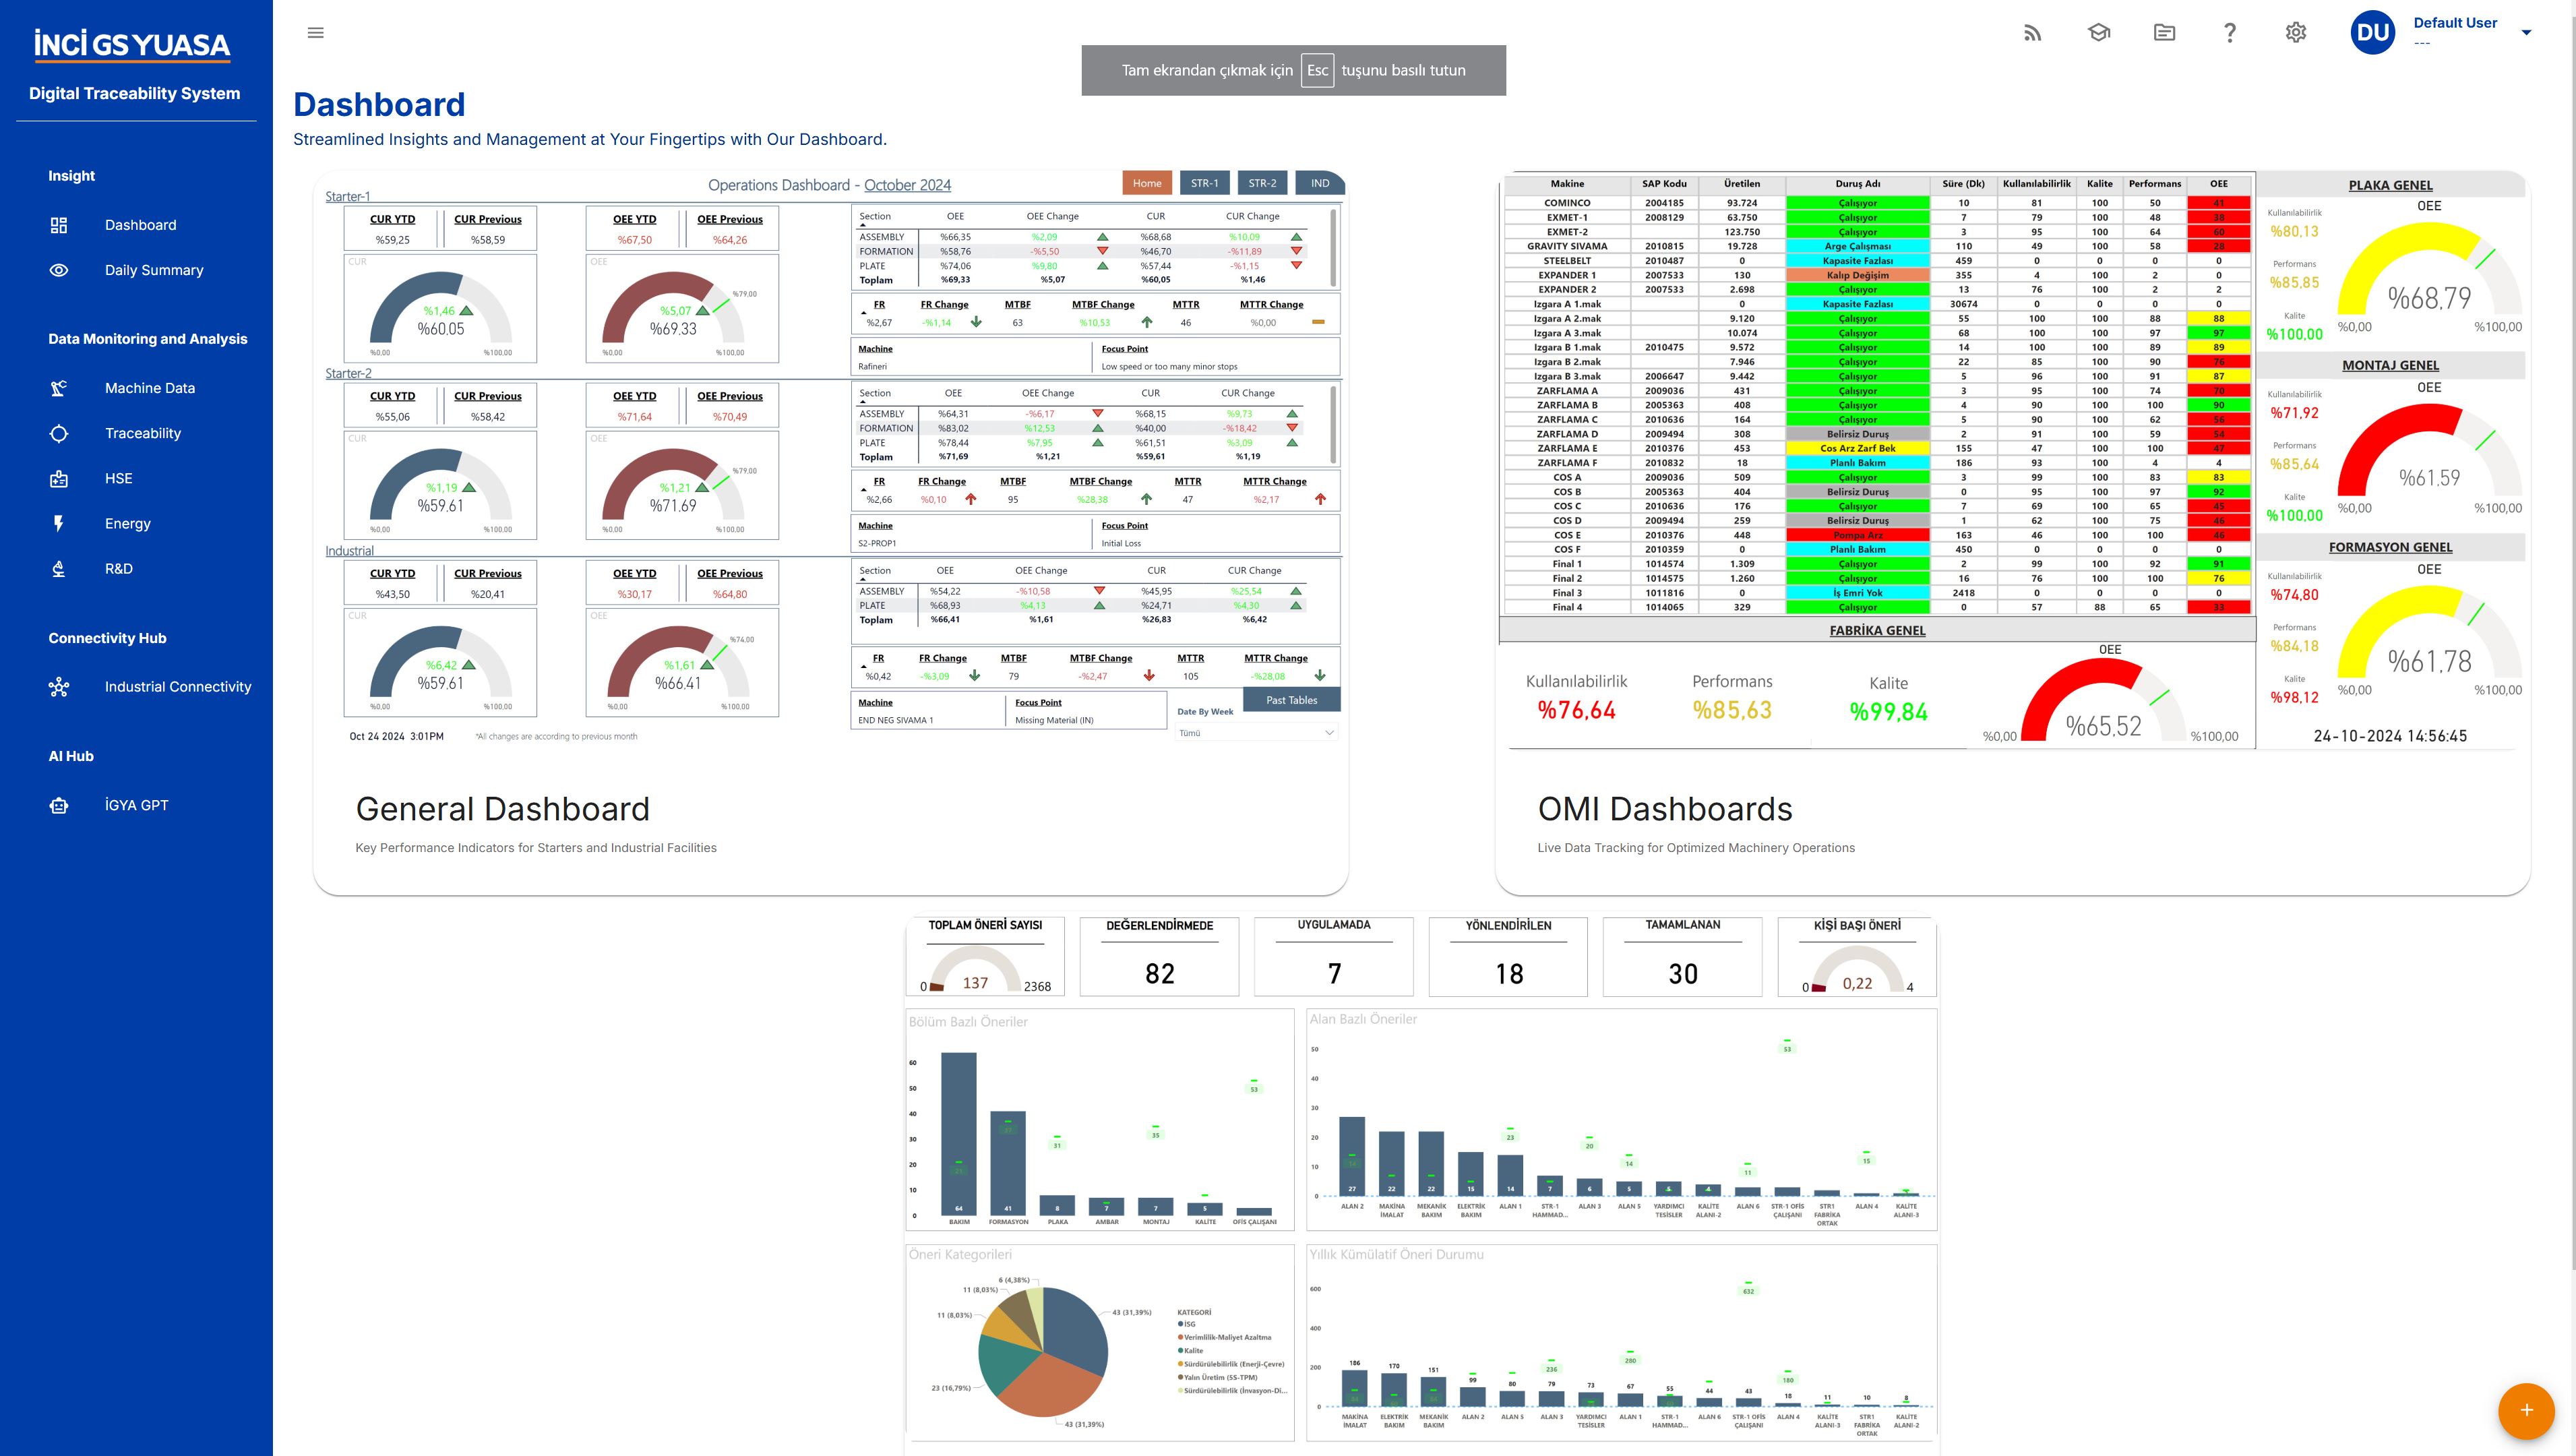 İNCİ GS YUASA
Digital Traceability System
Insight
Dashboard
Daily Summary
Data Monitoring and Analysis
Machine Data
Traceability
HSE
Energy
R&D
Connectivity Hub
Industrial Connectivity
AI Hub
İGYA GPT
DU
Default User
---
Tam ekrandan çıkmak için Esc tuşunu basılı tutun
Dashboard
Streamlined Insights and Management at Your Fingertips with Our Dashboard.
Operations Dashboard - October 2024
Home STR-1 STR-2 IND
Starter-1
CUR YTD CUR Previous
%59,25 %58,59
OEE YTD OEE Previous
%67,50 %64,26
CUR
%1,46
%60.05
%0,00 %100,00
OEE
%79,00
%5,07
%69.33
%0,00 %100,00
Section OEE OEE Change CUR CUR Change
ASSEMBLY %66,35 %2,09 %68,68 %10,09
FORMATION %58,76 -%5,50 %46,70 -%11,89
PLATE %74,06 %9,80 %57,44 -%1,15
Toplam %69,33 %5,07 %60,05 %1,46
FR FR Change MTBF MTBF Change MTTR MTTR Change
%2,67 -%1,14 63 %10,53 46 %0,00
Machine Focus Point
Rafineri Low speed or too many minor stops
Starter-2
CUR YTD CUR Previous
%55,06 %58,42
OEE YTD OEE Previous
%71,64 %70,49
CUR
%1,19
%59.61
%0,00 %100,00
OEE
%79,00
%1,21
%71.69
%0,00 %100,00
Section OEE OEE Change CUR CUR Change
ASSEMBLY %64,31 -%6,17 %68,15 %9,73
FORMATION %83,02 %12,53 %40,00 -%18,42
PLATE %78,44 %7,95 %61,51 %3,09
Toplam %71,69 %1,21 %59,61 %1,19
FR FR Change MTBF MTBF Change MTTR MTTR Change
%2,66 %0,10 95 %28,38 47 %2,17
Machine Focus Point
S2-PROP1 Initial Loss
Industrial
CUR YTD CUR Previous
%43,50 %20,41
OEE YTD OEE Previous
%30,17 %64,80
CUR
%6,42
%59.61
%0,00 %100,00
OEE
%74,00
%1,61
%66.41
%0,00 %100,00
Section OEE OEE Change CUR CUR Change
ASSEMBLY %54,22 -%10,58 %45,95 %25,54
PLATE %68,93 %4,13 %24,71 %4,30
Toplam %66,41 %1,61 %26,83 %6,42
FR FR Change MTBF MTBF Change MTTR MTTR Change
%0,42 -%3,09 79 -%2,47 105 -%28,08
Machine Focus Point
END NEG SIVAMA 1 Missing Material (IN)
Past Tables
Date By Week
Tümü
Oct 24 2024 3:01PM *All changes are according to previous month
General Dashboard
Key Performance Indicators for Starters and Industrial Facilities
Makine SAP Kodu Üretilen Duruş Adı Süre (Dk) Kullanılabilirlik Kalite Performans OEE
COMINCO 2004185 93.724 Çalışıyor 10 81 100 50 41
EXMET-1 2008129 63.750 Çalışıyor 7 79 100 48 38
EXMET-2 123.750 Çalışıyor 3 95 100 64 60
GRAVITY SIVAMA 2010815 19.728 Arge Çalışması 110 49 100 58 28
STEELBELT 2010487 0 Kapasite Fazlası 459 0 0 0 0
EXPANDER 1 2007533 130 Kalıp Değişim 355 4 100 2 0
EXPANDER 2 2007533 2.698 Çalışıyor 13 76 100 2 2
Izgara A 1.mak 0 Kapasite Fazlası 30674 0 0 0 0
Izgara A 2.mak 9.120 Çalışıyor 55 100 100 88 88
Izgara A 3.mak 10.074 Çalışıyor 68 100 100 97 97
Izgara B 1.mak 2010475 9.572 Çalışıyor 14 100 100 89 89
Izgara B 2.mak 7.946 Çalışıyor 22 85 100 90 76
Izgara B 3.mak 2006647 9.442 Çalışıyor 5 96 100 91 87
ZARFLAMA A 2009036 431 Çalışıyor 3 95 100 74 70
ZARFLAMA B 2005363 408 Çalışıyor 4 90 100 100 90
ZARFLAMA C 2010636 164 Çalışıyor 5 90 100 62 56
ZARFLAMA D 2009494 308 Belirsiz Duruş 2 91 100 59 54
ZARFLAMA E 2010376 453 Cos Arz Zarf Bek 155 47 100 100 47
ZARFLAMA F 2010832 18 Planlı Bakım 186 93 100 4 4
COS A 2009036 509 Çalışıyor 3 99 100 83 83
COS B 2005363 404 Belirsiz Duruş 0 95 100 97 92
COS C 2010636 176 Çalışıyor 7 69 100 65 45
COS D 2009494 259 Belirsiz Duruş 1 62 100 75 46
COS E 2010376 448 Pompa Arz 163 46 100 100 46
COS F 2010359 0 Planlı Bakım 450 0 0 0 0
Final 1 1014574 1.309 Çalışıyor 2 99 100 92 91
Final 2 1014575 1.260 Çalışıyor 16 76 100 100 76
Final 3 1011816 0 İş Emri Yok 2418 0 0 0 0
Final 4 1014065 329 Çalışıyor 0 57 88 65 33
FABRİKA GENEL
Kullanılabilirlik Performans Kalite
%76,64 %85,63 %99,84
OEE
%65,52
%0,00 %100,00
PLAKA GENEL
OEE
Kullanılabilirlik
%80,13
Performans
%85,85
Kalite
%100,00
%68,79
%0,00 %100,00
MONTAJ GENEL
OEE
Kullanılabilirlik
%71,92
Performans
%85,64
Kalite
%100,00
%61.59
%0,00 %100,00
FORMASYON GENEL
OEE
Kullanılabilirlik
%74,80
Performans
%84,18
Kalite
%98,12
%61,78
%0,00 %100,00
24-10-2024 14:56:45
OMI Dashboards
Live Data Tracking for Optimized Machinery Operations
TOPLAM ÖNERİ SAYISI DEĞERLENDİRMEDE UYGULAMADA YÖNLENDİRİLEN TAMAMLANAN KİŞİ BAŞI ÖNERİ
0 137 2368 82 7 18 30 0 0,22 4
Bölüm Bazlı Öneriler
60
50
40
30
20
10
0
53
31
35
64 41 8 7 7 5
BAKIM FORMASYON PLAKA AMBAR MONTAJ KALİTE OFİS ÇALIŞANI
Alan Bazlı Öneriler
50
40
30
20
10
0
53
23 20 14 11 15
27 22 22 15 14 7 6 5
ALAN 2 MAKİNA İMALAT MEKANİK BAKIM ELEKTRİK BAKIM ALAN 1 STR-1 HAMMAD... ALAN 3 ALAN 5 YARDIMCI TESİSLER KALİTE ALANI-2 ALAN 6 STR-1 OFİS ÇALIŞANI STR1 FABRİKA ORTAK ALAN 4 KALİTE ALANI-3
Öneri Kategorileri
6 (4,38%)
11 (8,03%)
11 (8,03%)
43 (31,39%)
23 (16,79%)
43 (31,39%)
KATEGORİ
İSG
Verimlilik-Maliyet Azaltma
Kalite
Sürdürülebilirlik (Enerji-Çevre)
Yalın Üretim (5S-TPM)
Sürdürülebilirlik (İnvasyon-Di...
Yıllık Kümülatif Öneri Durumu
600
400
200
0
632
236 280 180
186 170 151 99 80 79 73 67 55 44 43 18 11 10 8
MAKİNA İMALAT ELEKTRİK BAKIM MEKANİK BAKIM ALAN 2 ALAN 5 ALAN 3 YARDIMCI TESİSLER ALAN 1 STR-1 HAMMAD... ALAN 6 STR-1 OFİS ÇALIŞANI ALAN 4 KALİTE ALANI-3 STR1 FABRİKA ORTAK KALİTE ALANI-2